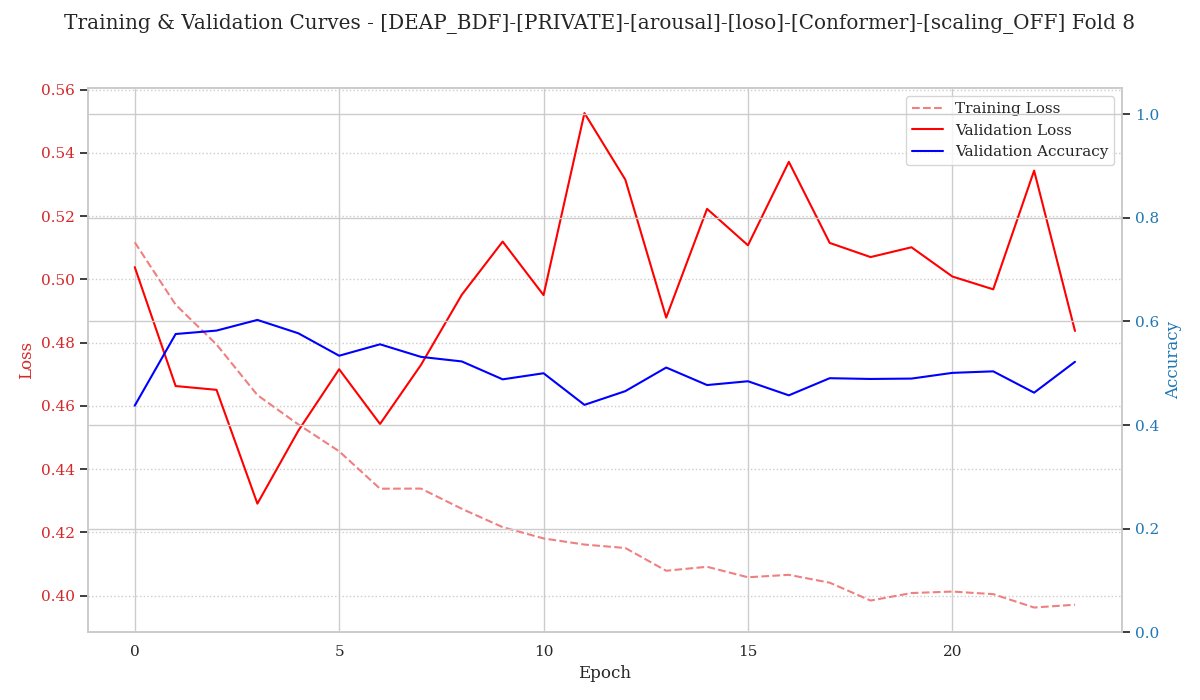 Training & Validation Curves - [DEAP_BDF]-[PRIVATE]-[arousal]-[loso]-[Conformer]-[scaling_OFF] Fold 8
Training Loss
Validation Loss
Validation Accuracy
Loss
0.56
0.54
0.52
0.50
0.48
0.46
0.44
0.42
0.40
1.0
0.8
0.6
0.4
0.2
0.0
Accuracy
0
5
10
15
20
Epoch